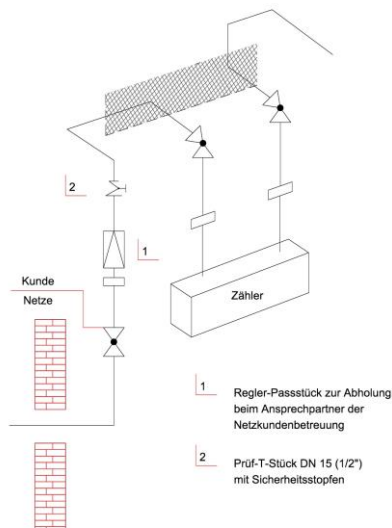 2
1
Kunde
Netze
Zähler
1 Regler-Passstück zur Abholung
beim Ansprechpartner der
Netzkundenbetreuung
2 Prüf-T-Stück DN 15 (1/2")
mit Sicherheitsstopfen